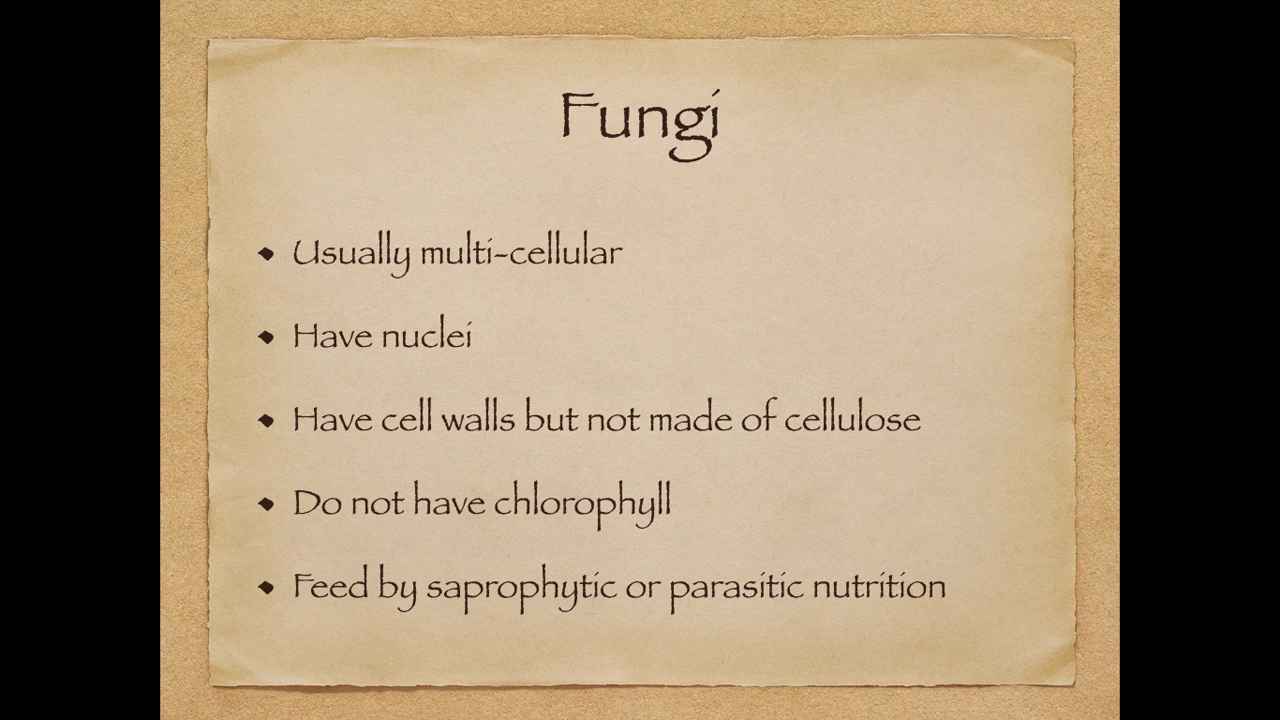 Fungi
• Usually multi-cellular
• Have nuclei
• Have cell walls but not made of cellulose
• Do not have chlorophyll
• Feed by saprophytic or parasitic nutrition